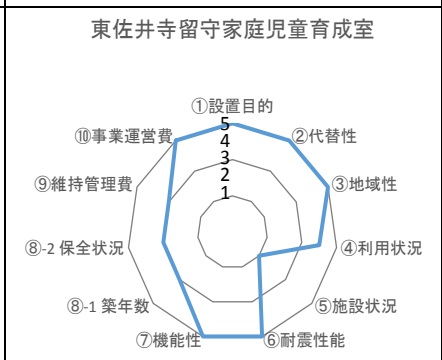 東佐井寺留守家庭児童育成室
①設置目的
②代替性
③地域性
④利用状況
⑤施設状況
⑥耐震性能
⑦機能性
⑧-1 築年数
⑧-2 保全状況
⑨維持管理費
⑩事業運営費
5
4
3
2
1